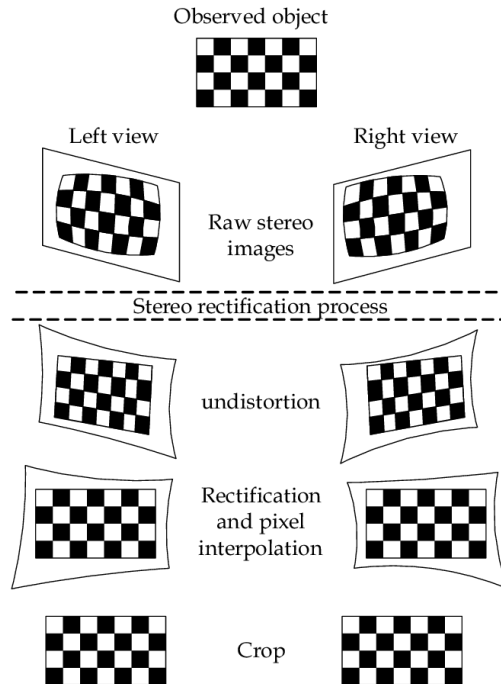 Observed object
Left view
Right view
Raw stereo
images
Stereo rectification process
undistortion
Rectification
and pixel
interpolation
Crop